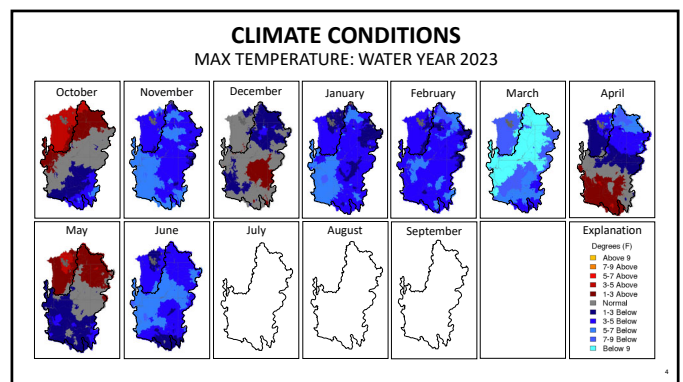 CLIMATE CONDITIONS
MAX TEMPERATURE: WATER YEAR 2023
October
November
December
January
February
March
April
May
June
July
August
September
Explanation
Degrees (F)
Above 9
7-9 Above
5-7 Above
3-5 Above
1-3 Above
Normal
1-3 Below
3-5 Below
5-7 Below
7-9 Below
Below 9
4